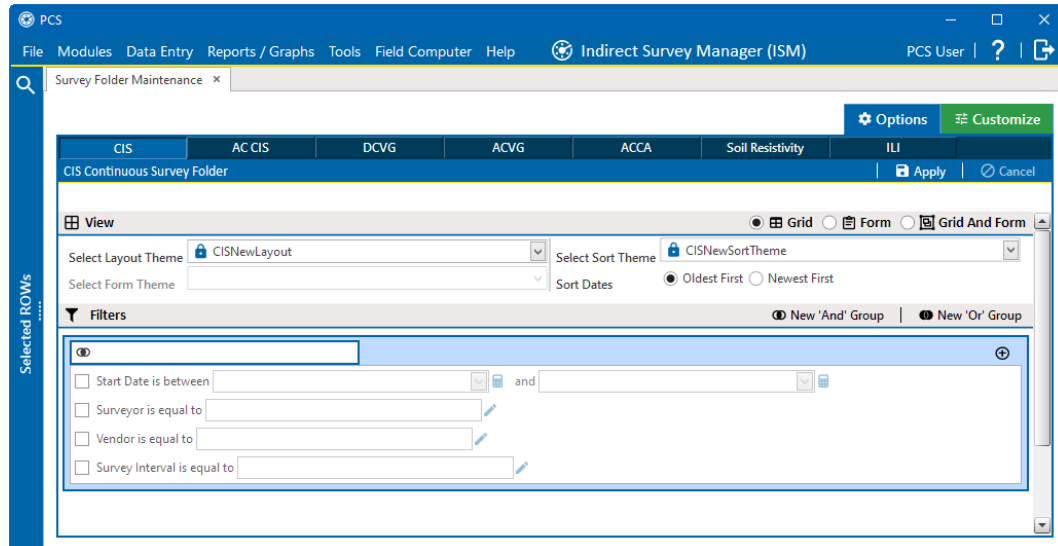 PCS
File Modules Data Entry Reports / Graphs Tools Field Computer Help Indirect Survey Manager (ISM) PCS User | ? |
Survey Folder Maintenance ×
Options Customize
CIS AC CIS DCVG ACVG ACCA Soil Resistivity ILI
CIS Continuous Survey Folder | Apply | Cancel
View Grid Form Grid And Form
Select Layout Theme CISNewLayout Select Sort Theme CISNewSortTheme
Select Form Theme Sort Dates Oldest First Newest First
Selected ROWs
Filters New 'And' Group | New 'Or' Group
Start Date is between and
Surveyor is equal to
Vendor is equal to
Survey Interval is equal to